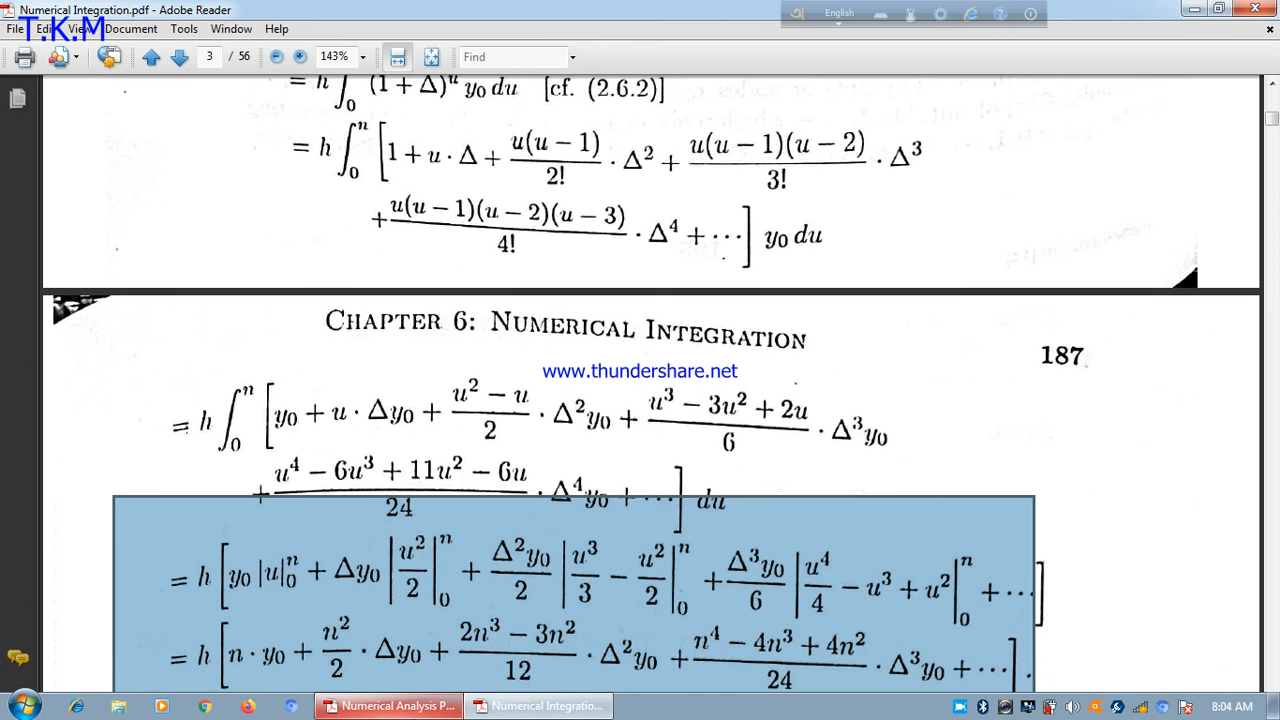 Numerical Integration.pdf - Adobe Reader
English
T.K.M
File Edit View Document Tools Window Help
3 / 56 143% Find
= h ∫₀ (1 + Δ)ᵘ y₀ du [cf. (2.6.2)]
= h ∫₀ⁿ [1 + u · Δ + u(u − 1)/2! · Δ² + u(u − 1)(u − 2)/3! · Δ³
+ u(u − 1)(u − 2)(u − 3)/4! · Δ⁴ + ···] y₀ du
CHAPTER 6: NUMERICAL INTEGRATION
187
www.thundershare.net
= h ∫₀ⁿ [y₀ + u · Δy₀ + (u² − u)/2 · Δ²y₀ + (u³ − 3u² + 2u)/6 · Δ³y₀
+ (u⁴ − 6u³ + 11u² − 6u)/24 · Δ⁴y₀ + ···] du
= h [y₀ |u|₀ⁿ + Δy₀ |u²/2|₀ⁿ + Δ²y₀/2 |u³/3 − u²/2|₀ⁿ + Δ³y₀/6 |u⁴/4 − u³ + u²|₀ⁿ + ···]
= h [n · y₀ + n²/2 · Δy₀ + (2n³ − 3n²)/12 · Δ²y₀ + (n⁴ − 4n³ + 4n²)/24 · Δ³y₀ + ···] .
Numerical Analysis P... Numerical Integratio... 8:04 AM